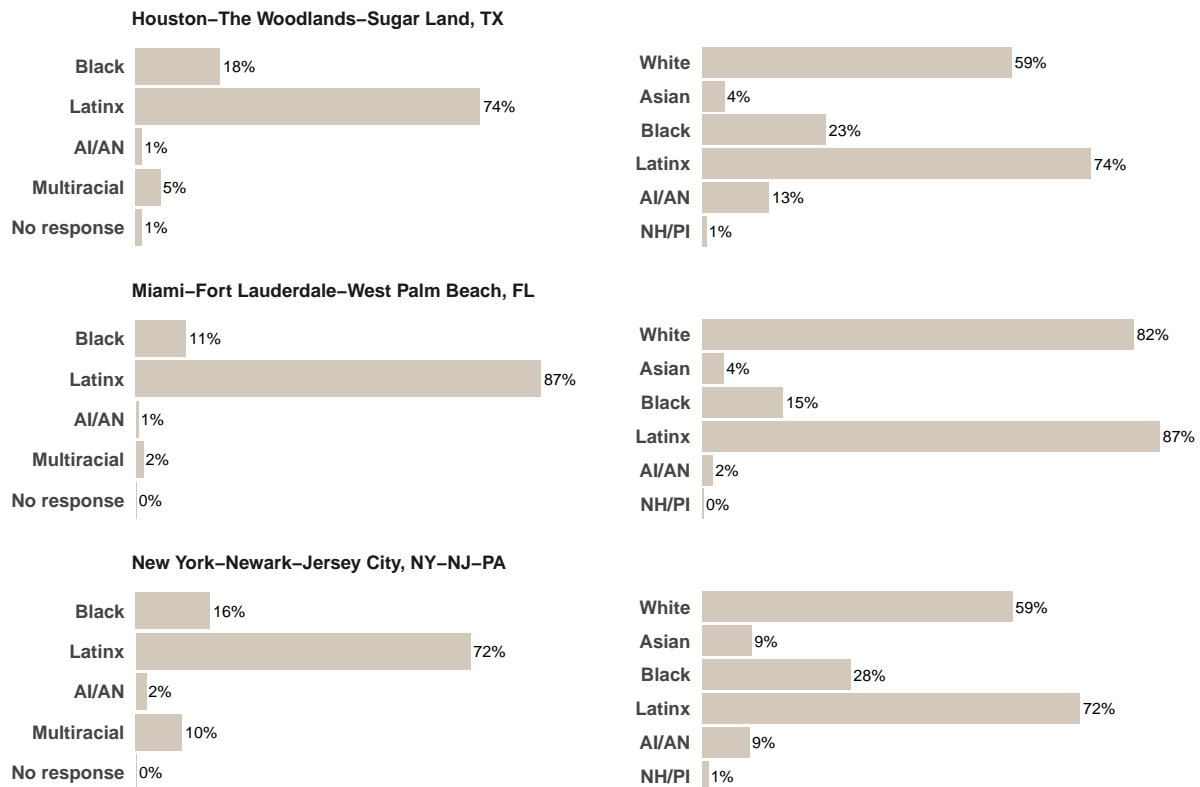 Houston–The Woodlands–Sugar Land, TX
Black 18%
Latinx 74%
AI/AN 1%
Multiracial 5%
No response 1%
White 59%
Asian 4%
Black 23%
Latinx 74%
AI/AN 13%
NH/PI 1%
Miami–Fort Lauderdale–West Palm Beach, FL
Black 11%
Latinx 87%
AI/AN 1%
Multiracial 2%
No response 0%
White 82%
Asian 4%
Black 15%
Latinx 87%
AI/AN 2%
NH/PI 0%
New York–Newark–Jersey City, NY–NJ–PA
Black 16%
Latinx 72%
AI/AN 2%
Multiracial 10%
No response 0%
White 59%
Asian 9%
Black 28%
Latinx 72%
AI/AN 9%
NH/PI 1%